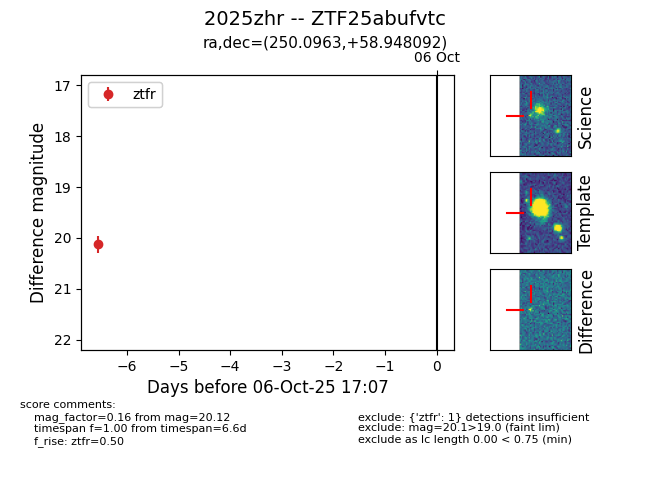 2025zhr -- ZTF25abufvtc
ra,dec=(250.0963,+58.948092)
06 Oct
ztfr
17
18
19
20
21
22
Difference magnitude
−6
−5
−4
−3
−2
−1
0
Days before 06-Oct-25 17:07
Science
Template
Difference
score comments:
mag_factor=0.16 from mag=20.12
timespan f=1.00 from timespan=6.6d
f_rise: ztfr=0.50
exclude: {'ztfr': 1} detections insufficient
exclude: mag=20.1>19.0 (faint lim)
exclude as lc length 0.00 < 0.75 (min)